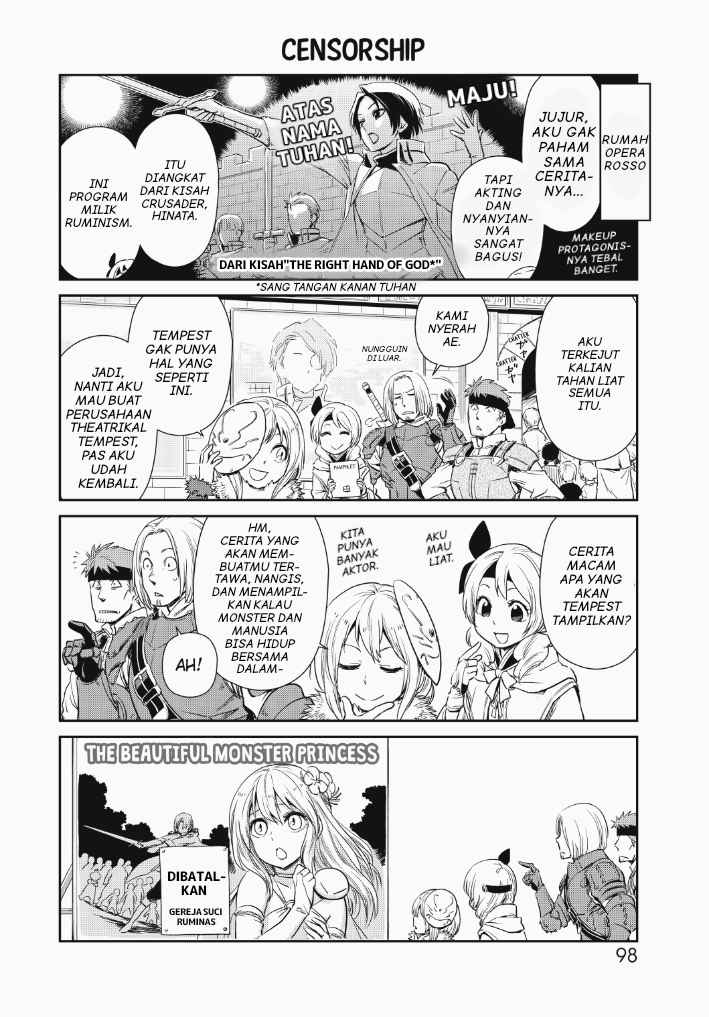 CENSORSHIP
RUMAH
OPERA
ROSSO
JUJUR,
AKU GAK
PAHAM
SAMA
CERITA-
NYA...
MAJU!
ATAS
NAMA
TUHAN!
TAPI
AKTING
DAN
NYANYIAN-
NYA
SANGAT
BAGUS!
MAKEUP
PROTAGONIS-
NYA TEBAL
BANGET.
ITU
DIANGKAT
DARI KISAH
CRUSADER,
HINATA.
INI
PROGRAM
MILIK
RUMINISM.
DARI KISAH"THE RIGHT HAND OF GOD*"
*SANG TANGAN KANAN TUHAN
AKU
TERKEJUT
KALIAN
TAHAN LIAT
SEMUA
ITU.
CHATTER
CHATTER
KAMI
NYERAH
AE.
NUNGGUIN
DI LUAR.
TEMPEST
GAK PUNYA
HAL YANG
SEPERTI
INI.
JADI,
NANTI AKU
MAU BUAT
PERUSAHAAN
THEATRIKAL
TEMPEST,
PAS AKU
UDAH
KEMBALI.
PAMPHLET
CERITA
MACAM
APA YANG
AKAN
TEMPEST
TAMPILKAN?
AKU
MAU
LIAT.
KITA
PUNYA
BANYAK
AKTOR.
HM,
CERITA YANG
AKAN MEM-
BUATMU TER-
TAWA, NANGIS,
DAN MENAMPIL-
KAN KALAU
MONSTER DAN
MANUSIA
BISA HIDUP
BERSAMA
DALAM-
AH!
THE BEAUTIFUL MONSTER PRINCESS
DIBATAL-
KAN
GEREJA SUCI
RUMINAS
98